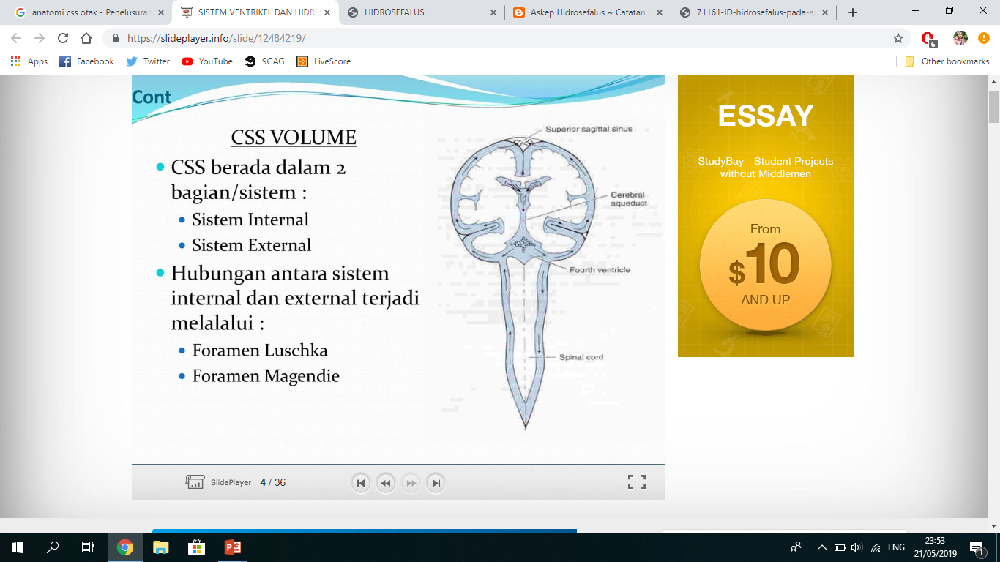 anatomi css otak - Penelusuran
SISTEM VENTRIKEL DAN HIDRO
HIDROSEFALUS
Askep Hidrosefalus ~ Catatan
71161-ID-hidrosefalus-pada-a
https://slideplayer.info/slide/12484219/
6
Apps
Facebook
Twitter
YouTube
9GAG
LiveScore
Other bookmarks
Cont
CSS VOLUME
CSS berada dalam 2
bagian/sistem :
Sistem Internal
Sistem External
Hubungan antara sistem
internal dan external terjadi
melalalui :
Foramen Luschka
Foramen Magendie
Superior sagittal sinus
Cerebral
aqueduct
Fourth ventricle
Spinal cord
ESSAY
StudyBay - Student Projects
without Middlemen
From
$10
AND UP
SlidePlayer 4 / 36
ENG
23:53
21/05/2019
1